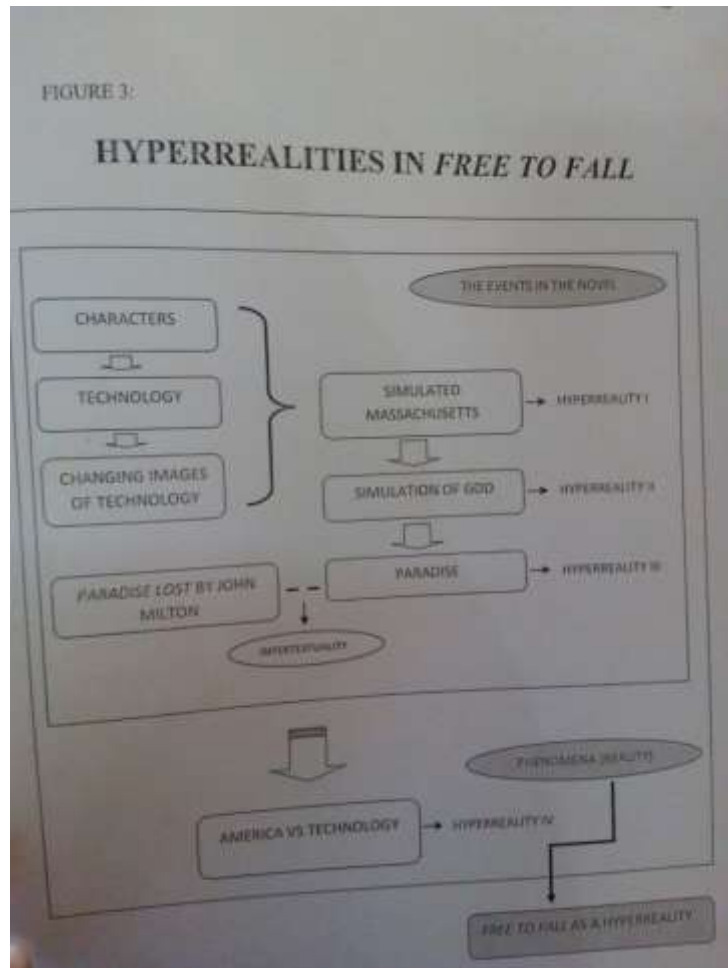 FIGURE 3:
HYPERREALITIES IN FREE TO FALL
THE EVENTS IN THE NOVEL
CHARACTERS
TECHNOLOGY
CHANGING IMAGES
OF TECHNOLOGY
SIMULATED
MASSACHUSETTS
HYPERREALITY I
SIMULATION OF GOD
HYPERREALITY II
PARADISE
HYPERREALITY III
PARADISE LOST BY JOHN
MILTON
INTERTEXTUALITY
PHENOMENA (REALITY)
AMERICA VS TECHNOLOGY
HYPERREALITY IV
FREE TO FALL AS A HYPERREALITY